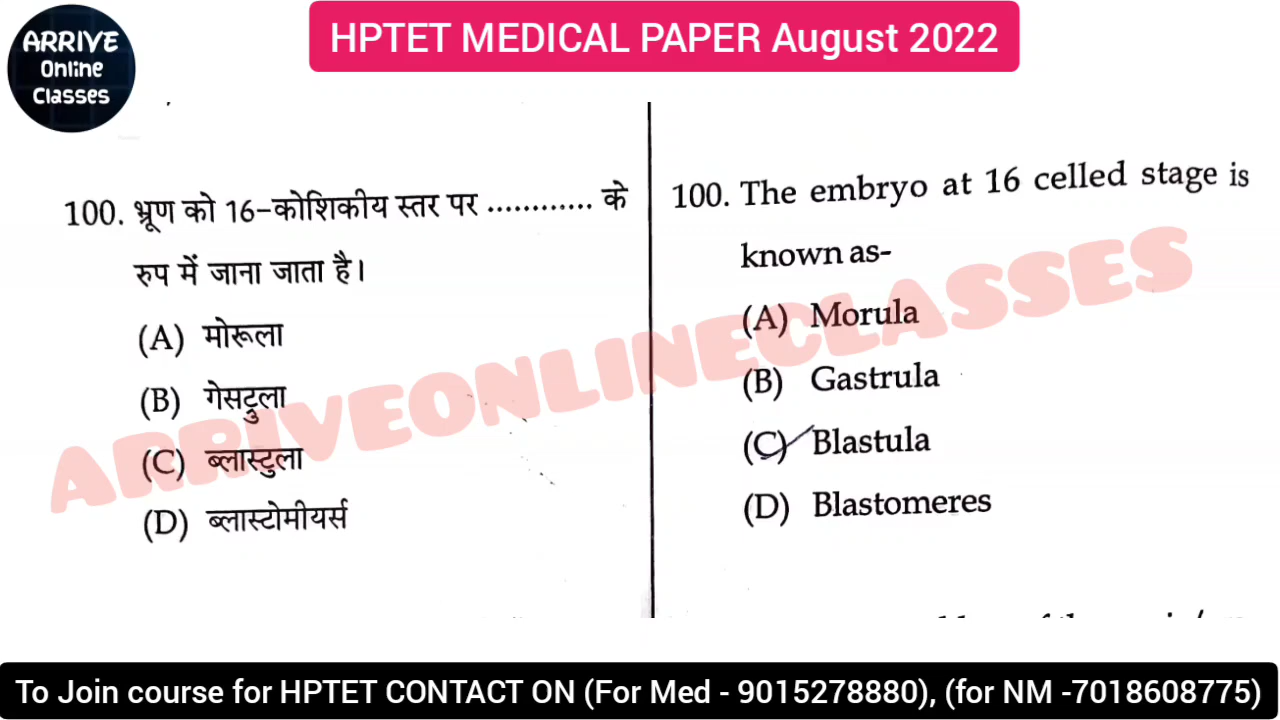 ARRIVE
Online
Classes
HPTET MEDICAL PAPER August 2022
100. भ्रूण को 16-कोशिकीय स्तर पर ............ के
रुप में जाना जाता है।
(A) मोरूला
(B) गेसट्रुला
(C) ब्लास्टुला
(D) ब्लास्टोमीयर्स
100. The embryo at 16 celled stage is
known as-
(A) Morula
(B) Gastrula
(C) Blastula
(D) Blastomeres
ARRIVEONLINECLASSES
To Join course for HPTET CONTACT ON (For Med - 9015278880), (for NM -7018608775)